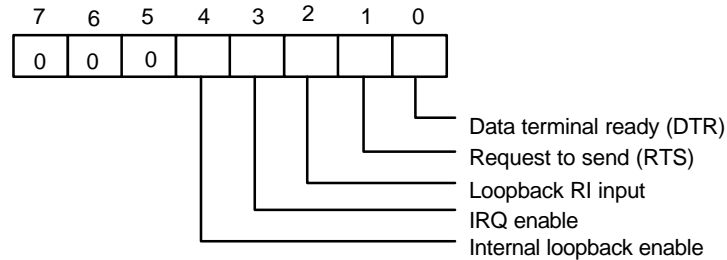 7 6 5 4 3 2 1 0
0 0 0
Data terminal ready (DTR)
Request to send (RTS)
Loopback RI input
IRQ enable
Internal loopback enable